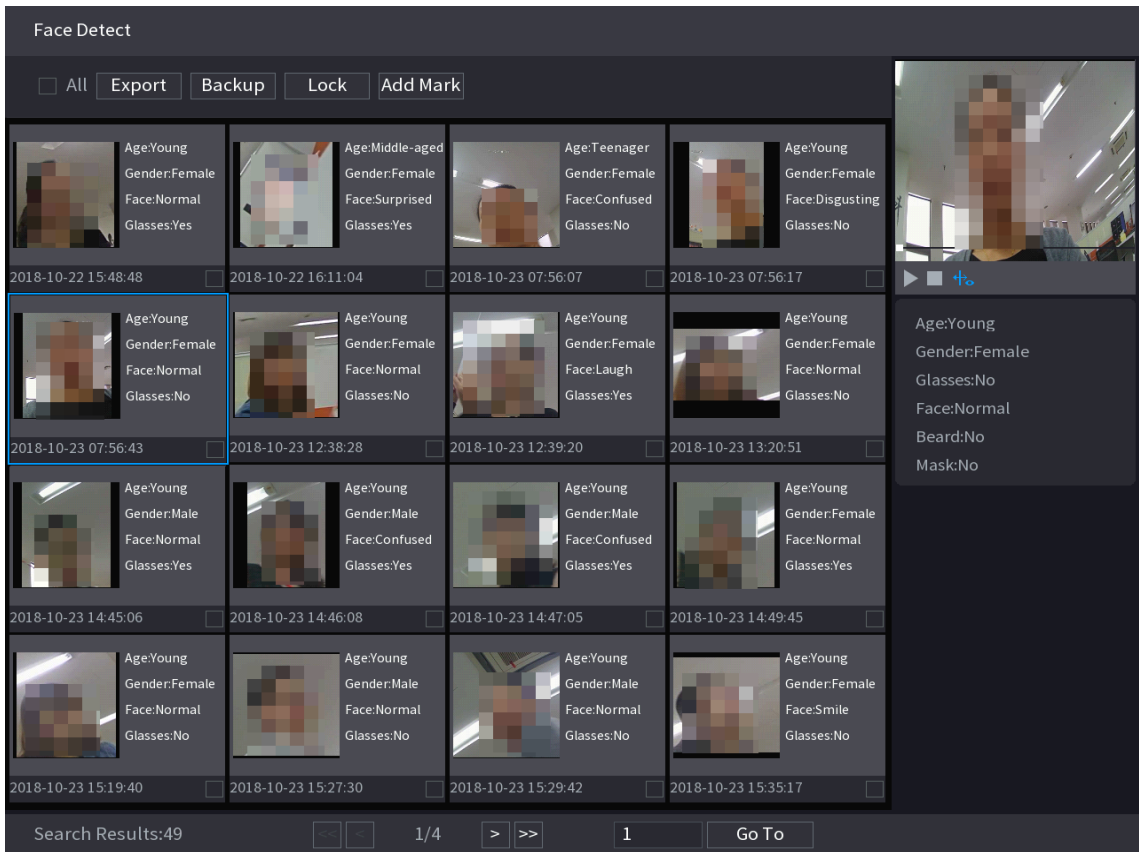 Face Detect
All Export Backup Lock Add Mark
Age:Young
Gender:Female
Face:Normal
Glasses:Yes
2018-10-22 15:48:48
Age:Middle-aged
Gender:Female
Face:Surprised
Glasses:Yes
2018-10-22 16:11:04
Age:Teenager
Gender:Female
Face:Confused
Glasses:No
2018-10-23 07:56:07
Age:Young
Gender:Female
Face:Disgusting
Glasses:No
2018-10-23 07:56:17
Age:Young
Gender:Female
Face:Normal
Glasses:No
2018-10-23 07:56:43
Age:Young
Gender:Female
Face:Normal
Glasses:No
2018-10-23 12:38:28
Age:Young
Gender:Female
Face:Laugh
Glasses:Yes
2018-10-23 12:39:20
Age:Young
Gender:Female
Face:Normal
Glasses:No
2018-10-23 13:20:51
Age:Young
Gender:Male
Face:Normal
Glasses:Yes
2018-10-23 14:45:06
Age:Young
Gender:Male
Face:Confused
Glasses:Yes
2018-10-23 14:46:08
Age:Young
Gender:Male
Face:Confused
Glasses:Yes
2018-10-23 14:47:05
Age:Young
Gender:Female
Face:Normal
Glasses:Yes
2018-10-23 14:49:45
Age:Young
Gender:Female
Face:Normal
Glasses:No
2018-10-23 15:19:40
Age:Young
Gender:Male
Face:Normal
Glasses:No
2018-10-23 15:27:30
Age:Young
Gender:Male
Face:Normal
Glasses:No
2018-10-23 15:29:42
Age:Young
Gender:Female
Face:Smile
Glasses:No
2018-10-23 15:35:17
Age:Young
Gender:Female
Glasses:No
Face:Normal
Beard:No
Mask:No
Search Results:49 << < 1/4 > >> 1 Go To